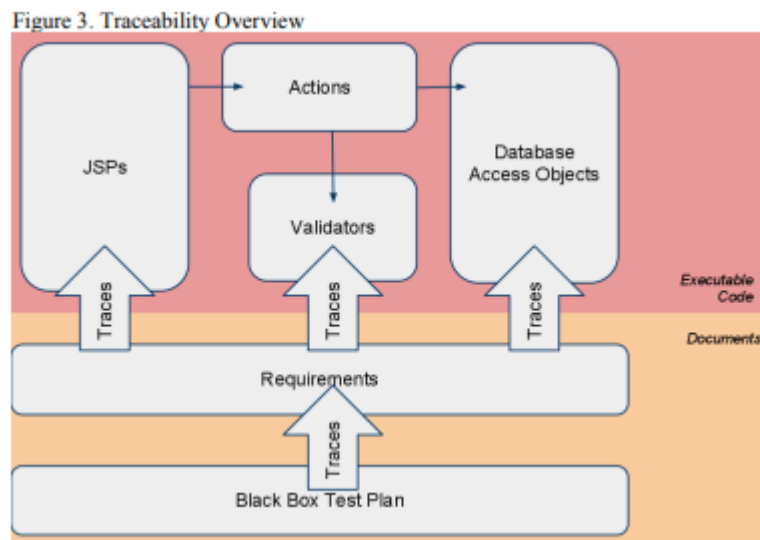 Figure 3. Traceability Overview
JSPs
Actions
Validators
Database
Access Objects
Executable
Code
Traces
Traces
Traces
Documents
Requirements
Traces
Black Box Test Plan